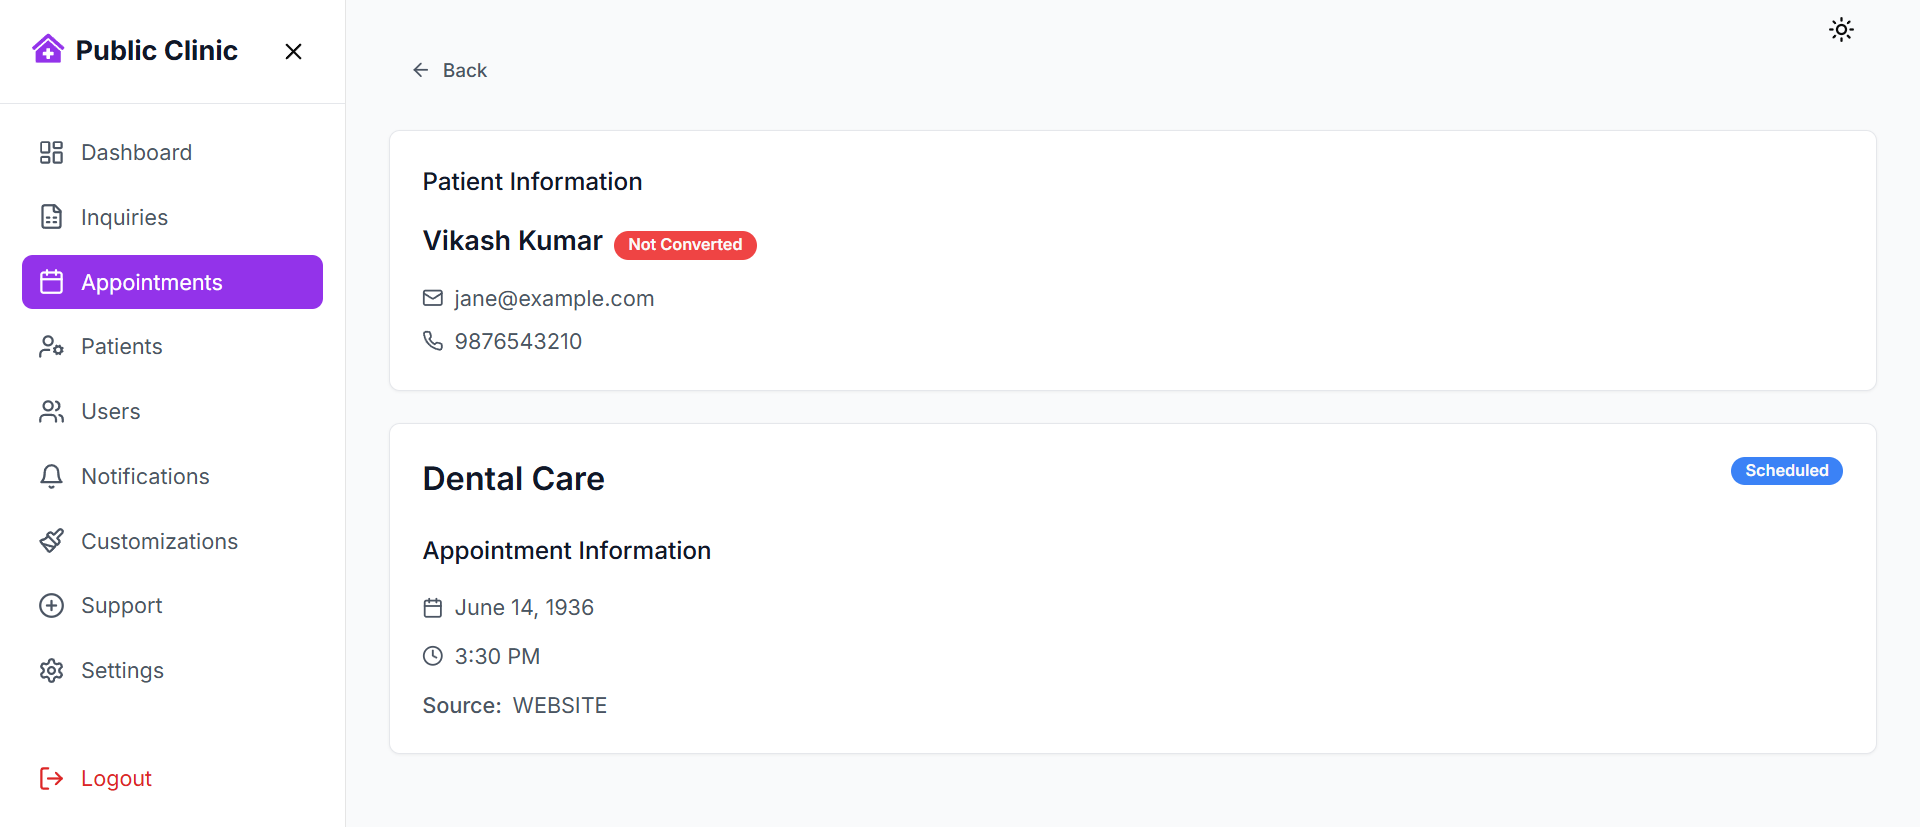 Public Clinic
Dashboard
Inquiries
Appointments
Patients
Users
Notifications
Customizations
Support
Settings
Logout
Back
Patient Information
Vikash Kumar Not Converted
jane@example.com
9876543210
Dental Care Scheduled
Appointment Information
June 14, 1936
3:30 PM
Source: WEBSITE